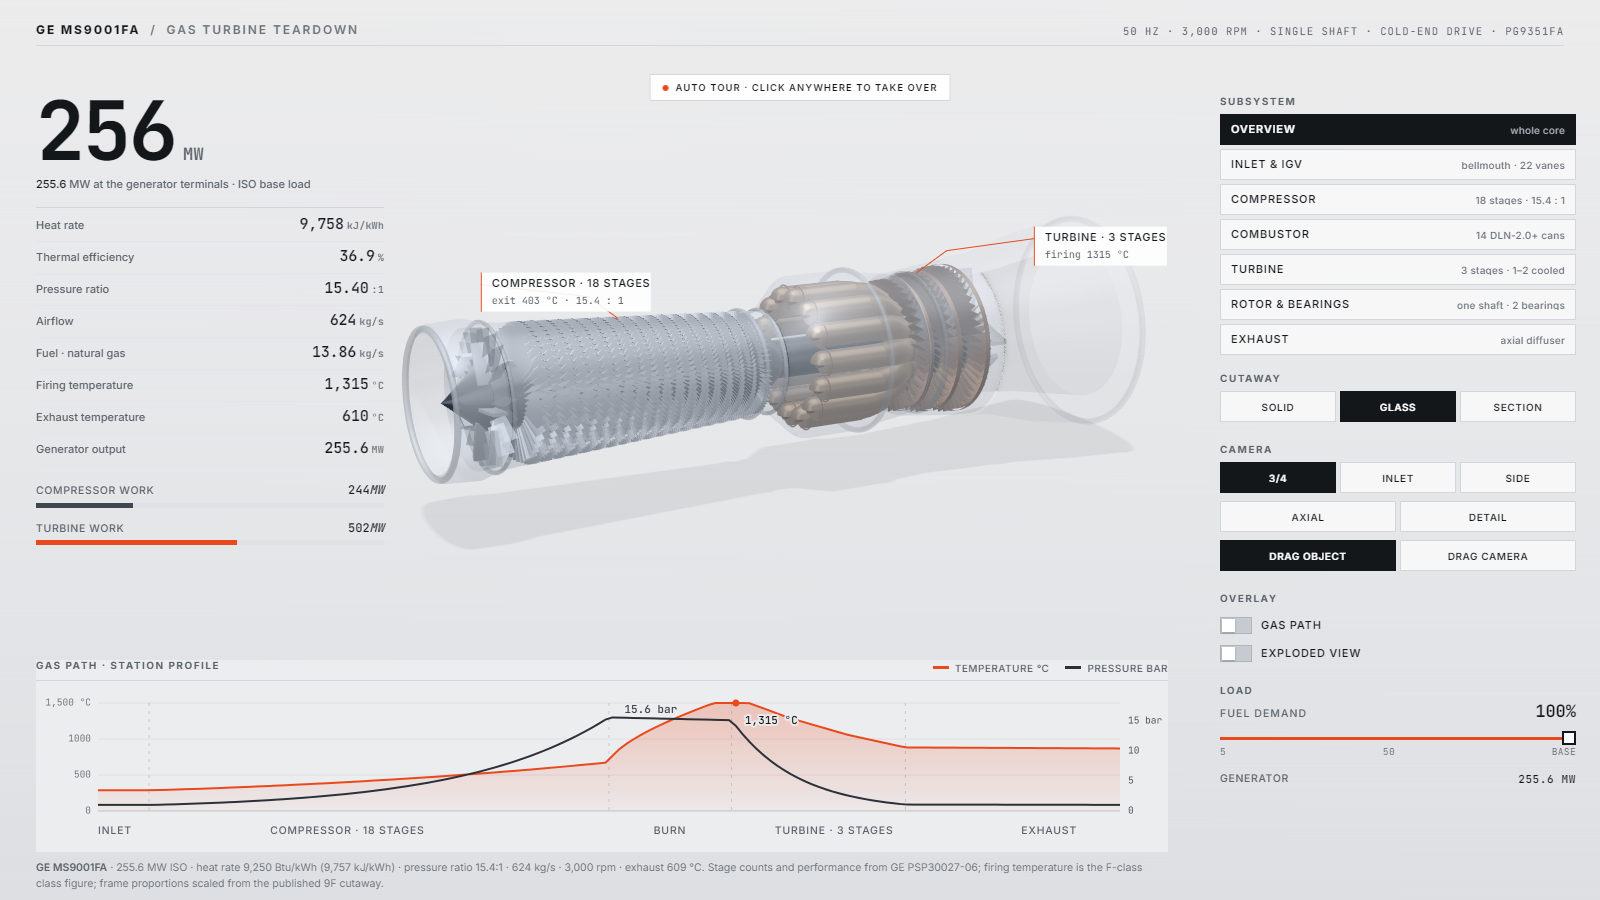 GE MS9001FA / GAS TURBINE TEARDOWN
50 HZ · 3,000 RPM · SINGLE SHAFT · COLD-END DRIVE · PG9351FA
AUTO TOUR · CLICK ANYWHERE TO TAKE OVER
256 MW
255.6 MW at the generator terminals · ISO base load
Heat rate 9,758 kJ/kWh
Thermal efficiency 36.9 %
Pressure ratio 15.40 :1
Airflow 624 kg/s
Fuel · natural gas 13.86 kg/s
Firing temperature 1,315 °C
Exhaust temperature 610 °C
Generator output 255.6 MW
COMPRESSOR WORK 244MW
TURBINE WORK 502MW
COMPRESSOR · 18 STAGES
exit 403 °C · 15.4 : 1
TURBINE · 3 STAGES
firing 1315 °C
SUBSYSTEM
OVERVIEW whole core
INLET & IGV bellmouth · 22 vanes
COMPRESSOR 18 stages · 15.4 : 1
COMBUSTOR 14 DLN-2.0+ cans
TURBINE 3 stages · 1–2 cooled
ROTOR & BEARINGS one shaft · 2 bearings
EXHAUST axial diffuser
CUTAWAY
SOLID GLASS SECTION
CAMERA
3/4 INLET SIDE
AXIAL DETAIL
DRAG OBJECT DRAG CAMERA
OVERLAY
GAS PATH
EXPLODED VIEW
LOAD
FUEL DEMAND 100%
5 50 BASE
GENERATOR 255.6 MW
GAS PATH · STATION PROFILE
TEMPERATURE °C PRESSURE BAR
1,500 °C
1000
500
0
15.6 bar
1,315 °C
15 bar
10
5
0
INLET COMPRESSOR · 18 STAGES BURN TURBINE · 3 STAGES EXHAUST
GE MS9001FA · 255.6 MW ISO · heat rate 9,250 Btu/kWh (9,757 kJ/kWh) · pressure ratio 15.4:1 · 624 kg/s · 3,000 rpm · exhaust 609 °C. Stage counts and performance from GE PSP30027-06; firing temperature is the F-class
class figure; frame proportions scaled from the published 9F cutaway.